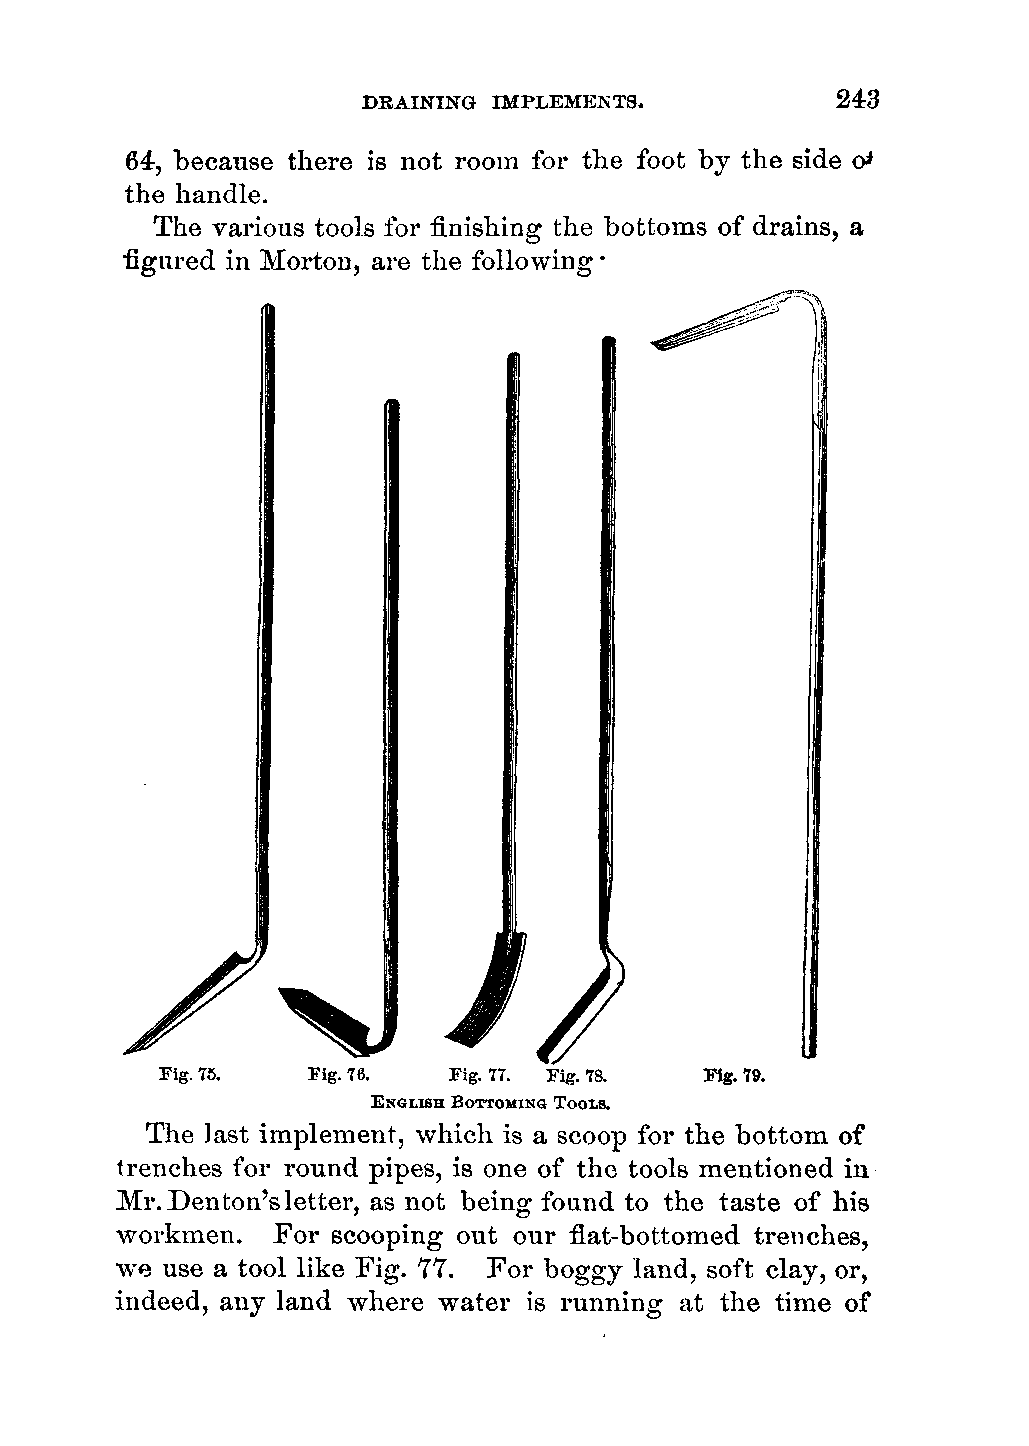 DRAINING IMPLEMENTS. 243
64, because there is not room for the foot by the side of
the handle.
The various tools for finishing the bottoms of drains, a
figured in Morton, are the following·
Fig. 75. Fig. 76. Fig. 77. Fig. 78. Fig. 79.
ENGLISH BOTTOMING TOOLS.
The last implement, which is a scoop for the bottom of
trenches for round pipes, is one of the tools mentioned in
Mr. Denton's letter, as not being found to the taste of his
workmen. For scooping out our flat-bottomed trenches,
we use a tool like Fig. 77. For boggy land, soft clay, or,
indeed, any land where water is running at the time of